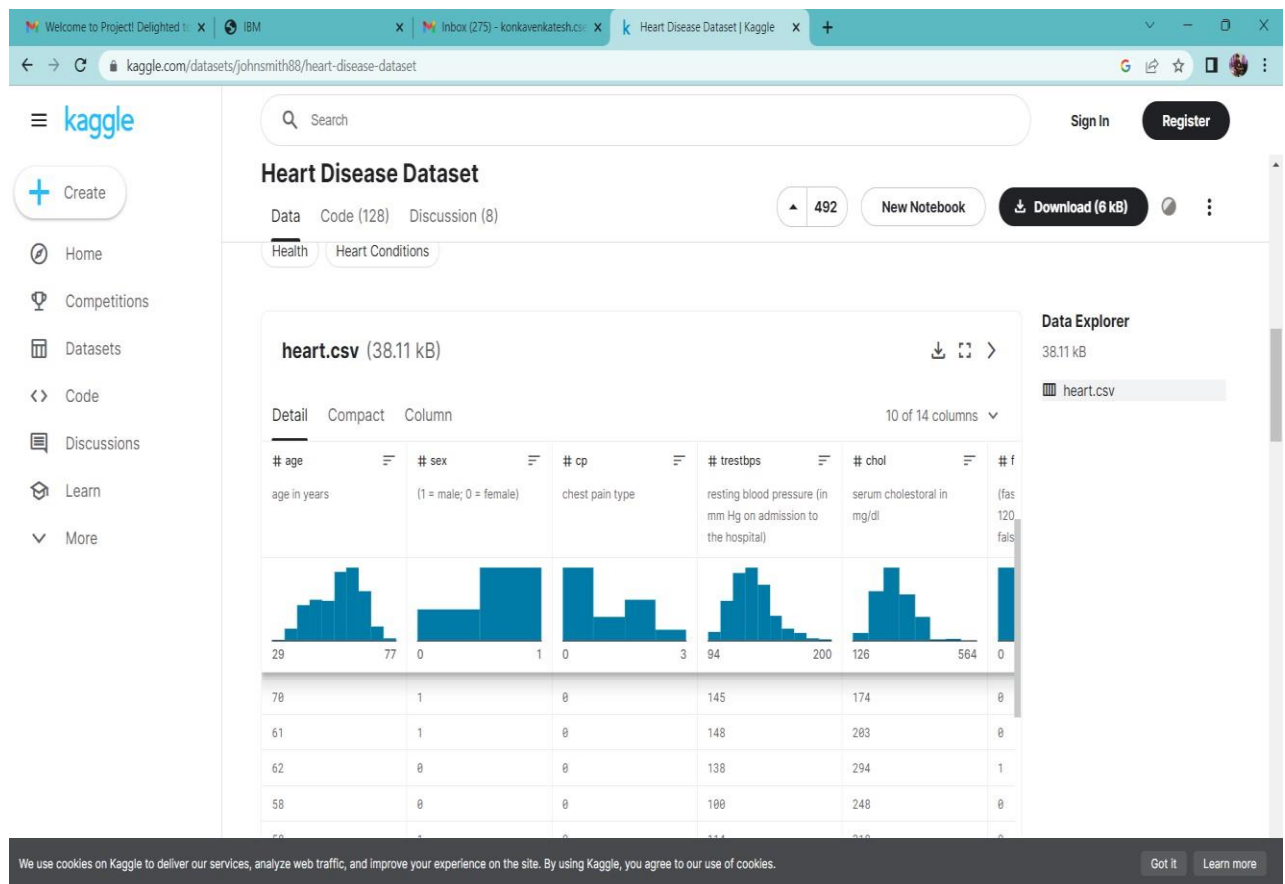 Welcome to Project! Delighted t
IBM
Inbox (275) - konkavenkatesh.cse
Heart Disease Dataset | Kaggle
kaggle.com/datasets/johnsmith88/heart-disease-dataset
kaggle
Search
Sign In
Register
Create
Home
Competitions
Datasets
Code
Discussions
Learn
More
Heart Disease Dataset
Data Code (128) Discussion (8)
492
New Notebook
Download (6 kB)
Health Heart Conditions
heart.csv (38.11 kB)
Detail Compact Column
10 of 14 columns
Data Explorer
38.11 kB
heart.csv
# age # sex # cp # trestbps # chol # f
age in years (1 = male; 0 = female) chest pain type resting blood pressure (in serum cholestoral in (fas
mm Hg on admission to mg/dl 120
the hospital) fals
29 77 0 1 0 3 94 200 126 564 0
70 1 0 145 174 0
61 1 0 148 203 0
62 0 0 138 294 1
58 0 0 100 248 0
We use cookies on Kaggle to deliver our services, analyze web traffic, and improve your experience on the site. By using Kaggle, you agree to our use of cookies.
Got it Learn more